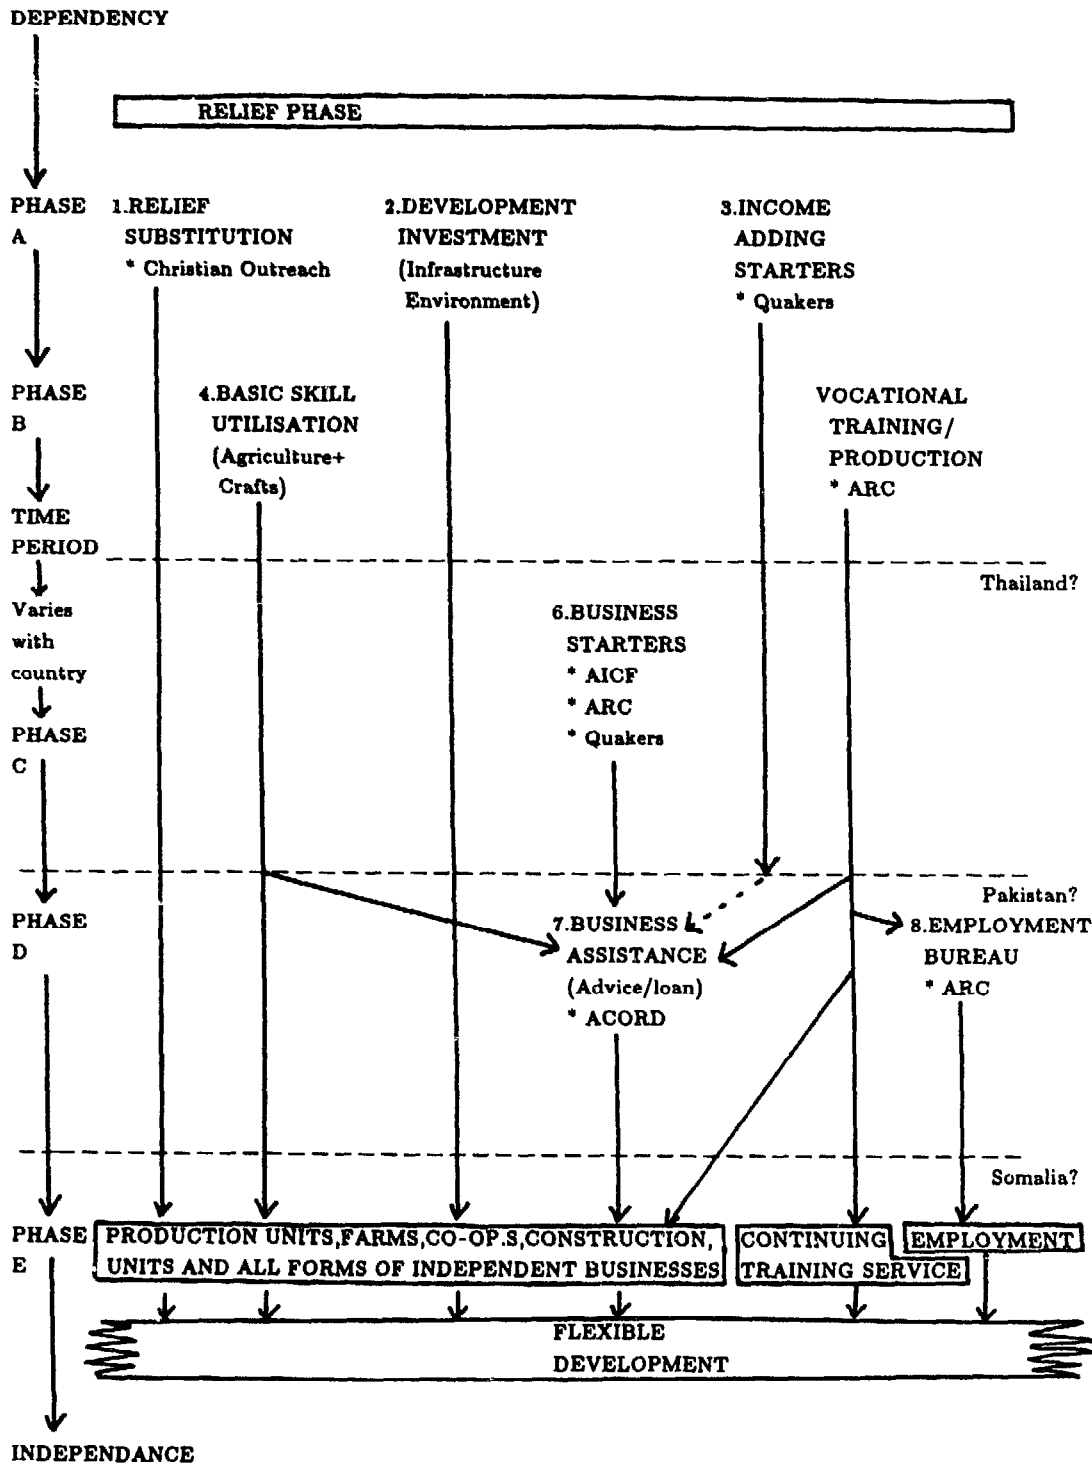 DEPENDENCY
RELIEF PHASE
PHASE
A
1.RELIEF
SUBSTITUTION
* Christian Outreach
2.DEVELOPMENT
INVESTMENT
(Infrastructure
Environment)
3.INCOME
ADDING
STARTERS
* Quakers
PHASE
B
4.BASIC SKILL
UTILISATION
(Agriculture+
Crafts)
VOCATIONAL
TRAINING/
PRODUCTION
* ARC
TIME
PERIOD
Thailand?
Varies
with
country
6.BUSINESS
STARTERS
* AICF
* ARC
* Quakers
PHASE
C
Pakistan?
PHASE
D
7.BUSINESS
ASSISTANCE
(Advice/loan)
* ACORD
8.EMPLOYMENT
BUREAU
* ARC
Somalia?
PHASE
E
PRODUCTION UNITS,FARMS,CO-OP.S,CONSTRUCTION,
UNITS AND ALL FORMS OF INDEPENDENT BUSINESSES
CONTINUING
TRAINING SERVICE
EMPLOYMENT
FLEXIBLE
DEVELOPMENT
INDEPENDANCE